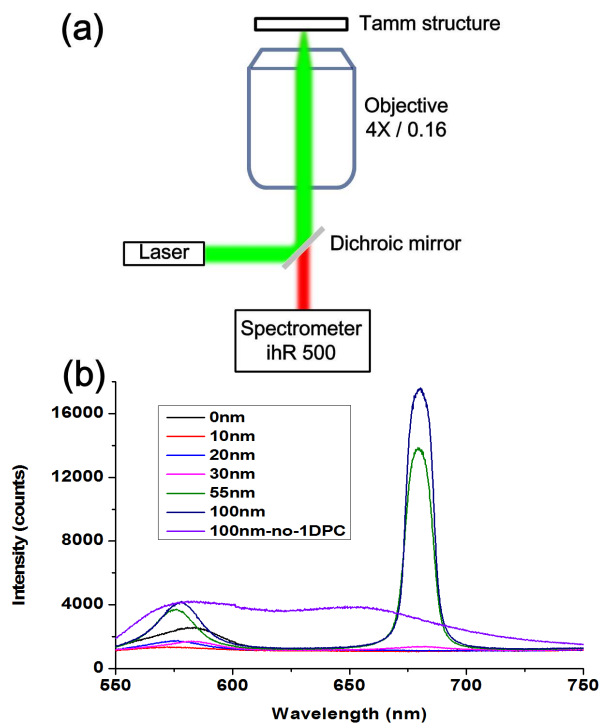 (a)
Tamm structure
Objective
4X / 0.16
Dichroic mirror
Laser
Spectrometer
ihR 500
(b)
16000
12000
8000
4000
0
Intensity (counts)
0nm
10nm
20nm
30nm
55nm
100nm
100nm-no-1DPC
550
600
650
700
750
Wavelength (nm)